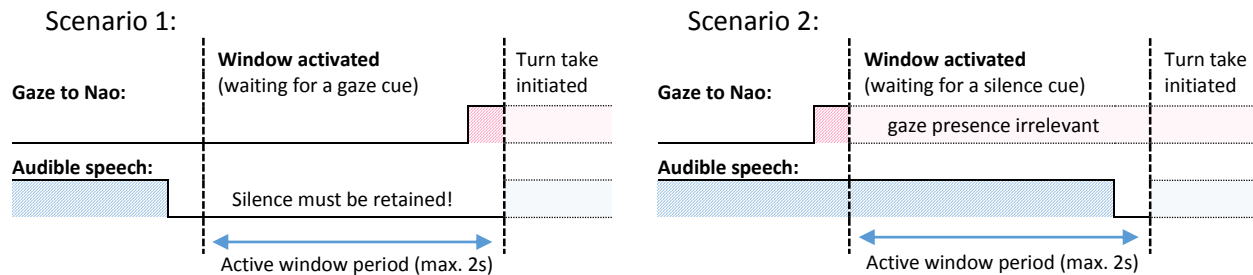 Scenario 1:
Window activated
(waiting for a gaze cue)
Turn take
initiated
Gaze to Nao:
Audible speech:
Silence must be retained!
Active window period (max. 2s)
Scenario 2:
Window activated
(waiting for a silence cue)
Turn take
initiated
Gaze to Nao:
gaze presence irrelevant
Audible speech:
Active window period (max. 2s)